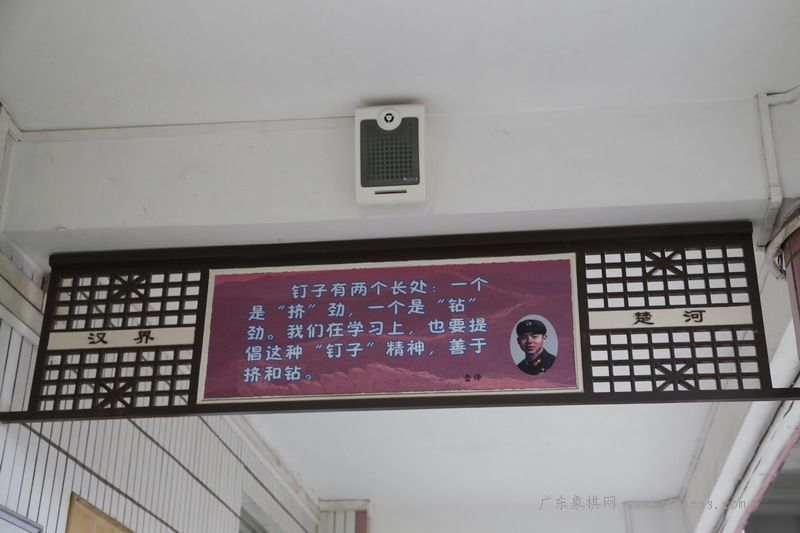 钉子有两个长处：一个
是“挤”劲，一个是“钻”
劲。我们在学习上，也要提
倡这种“钉子”精神，善于
挤和钻。
雷锋
汉界
楚河
广东象棋网